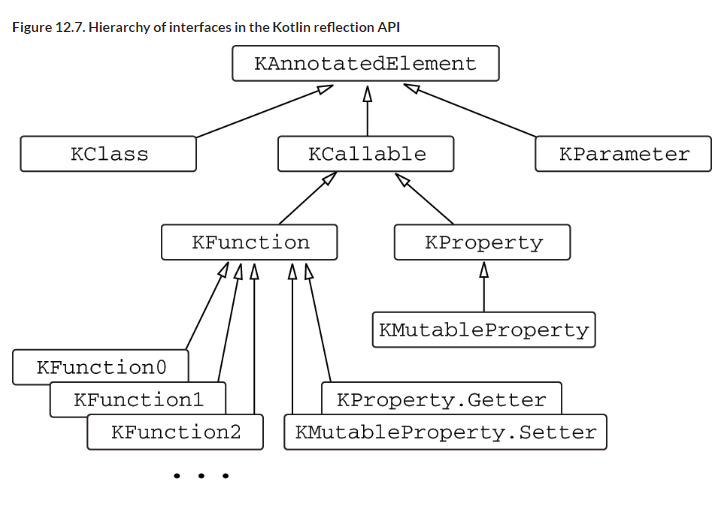 Figure 12.7. Hierarchy of interfaces in the Kotlin reflection API
KAnnotatedElement
KClass
KCallable
KParameter
KFunction
KProperty
KMutableProperty
KFunction0
KFunction1
KProperty.Getter
KFunction2
KMutableProperty.Setter
. . .